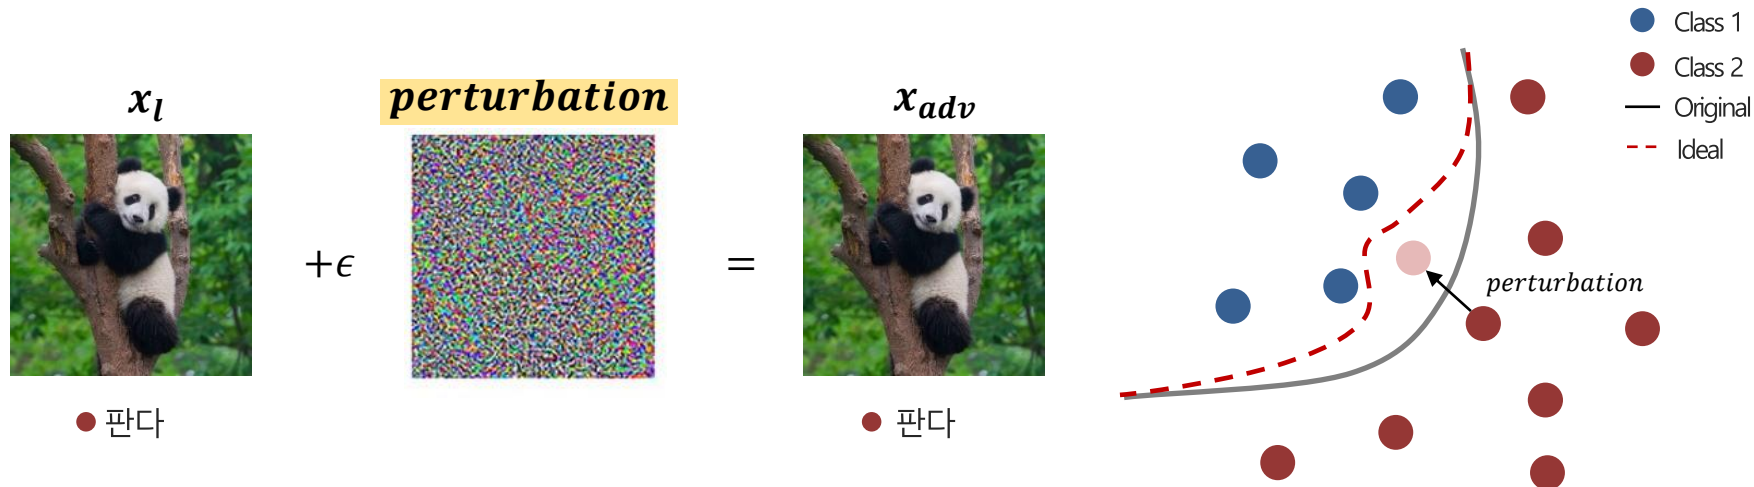 x_l
perturbation
x_adv
+ϵ
=
판다
판다
Class 1
Class 2
Original
Ideal
perturbation